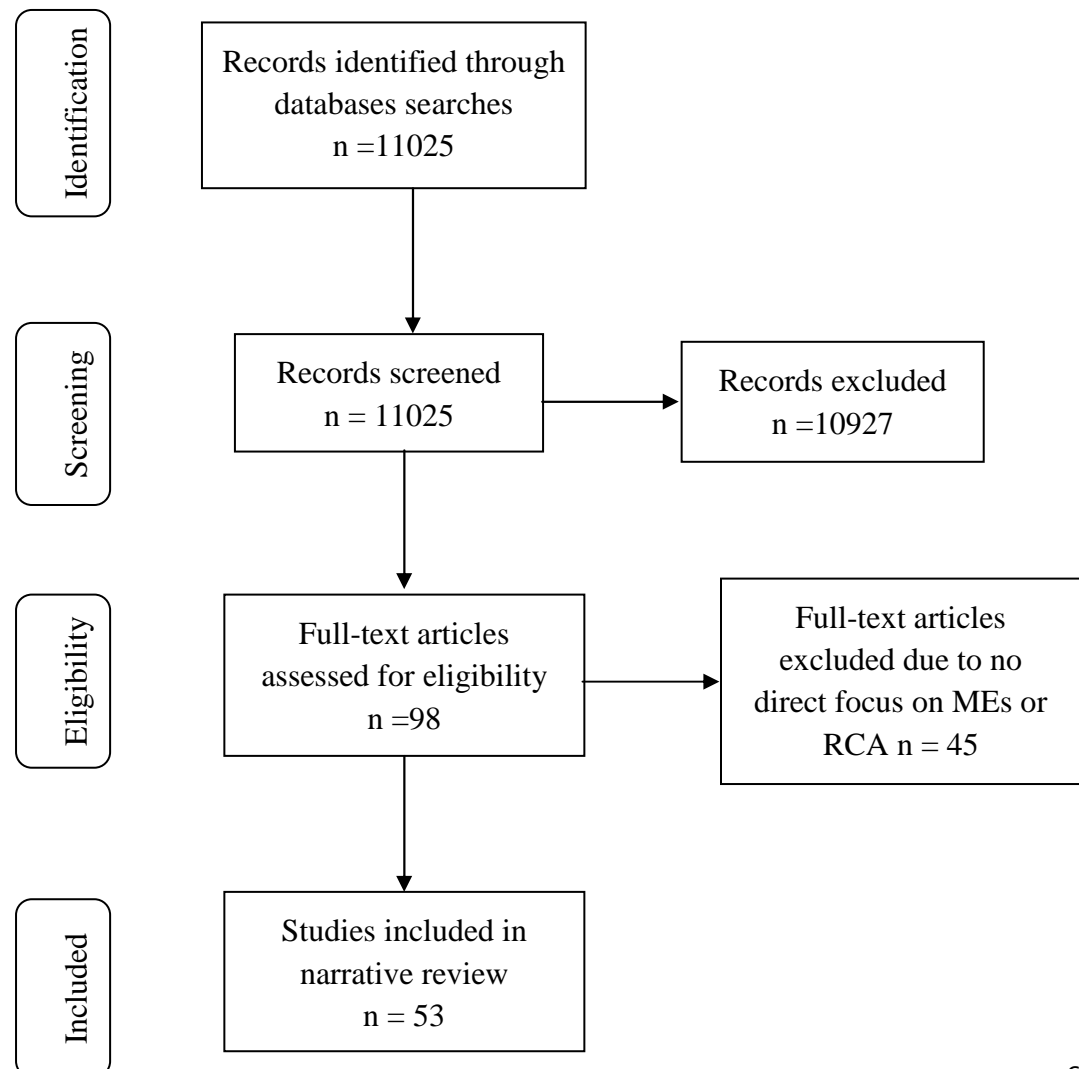 Identification
Records identified through
databases searches
n =11025
Screening
Records screened
n = 11025
Records excluded
n =10927
Eligibility
Full-text articles
assessed for eligibility
n =98
Full-text articles
excluded due to no
direct focus on MEs or
RCA n = 45
Included
Studies included in
narrative review
n = 53